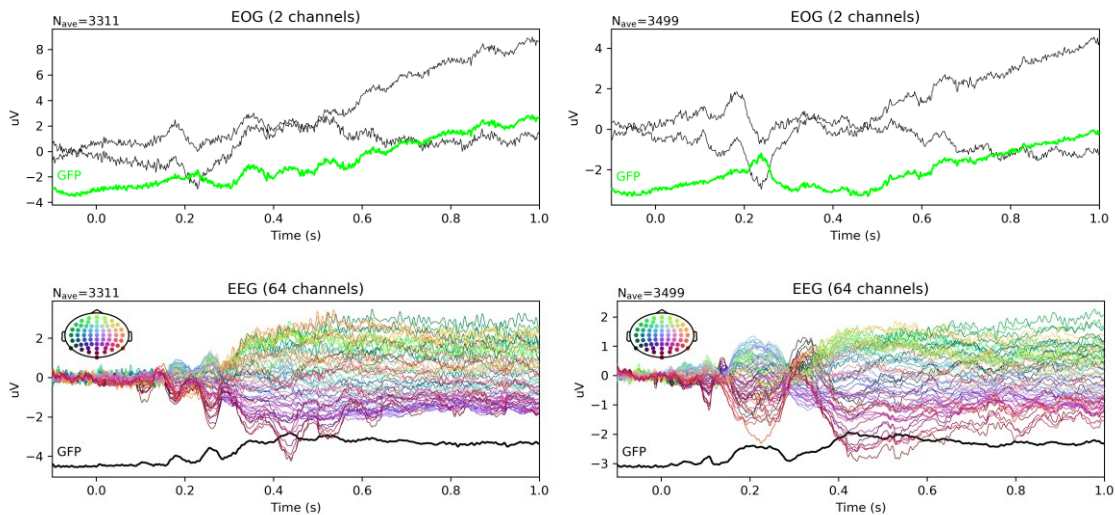 N_ave=3311 EOG (2 channels)
8
6
4
2
0
−2
−4
uV
GFP
0.0 0.2 0.4 0.6 0.8 1.0
Time (s)
N_ave=3499 EOG (2 channels)
4
2
0
−2
uV
GFP
0.0 0.2 0.4 0.6 0.8 1.0
Time (s)
N_ave=3311 EEG (64 channels)
2
0
−2
−4
uV
GFP
0.0 0.2 0.4 0.6 0.8 1.0
Time (s)
N_ave=3499 EEG (64 channels)
2
1
0
−1
−2
−3
uV
GFP
0.0 0.2 0.4 0.6 0.8 1.0
Time (s)